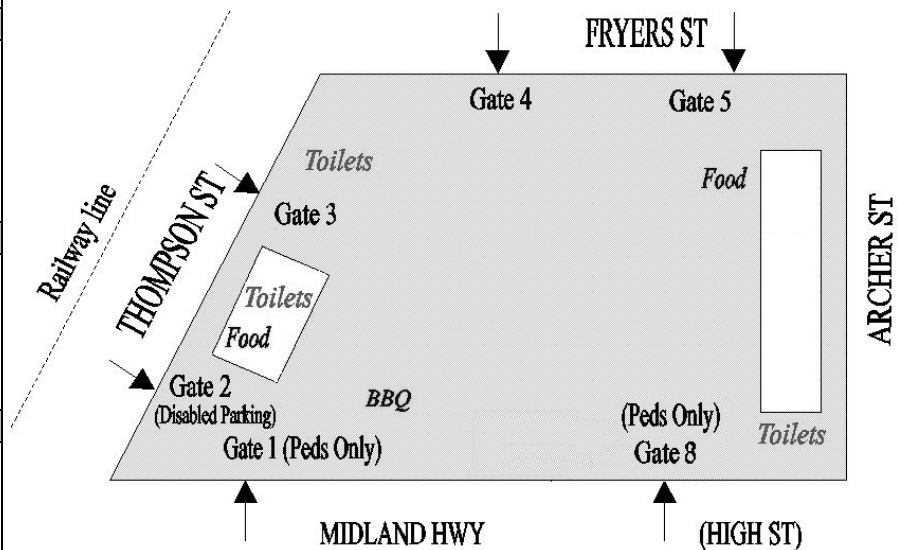 FRYERS ST
Gate 4
Gate 5
Toilets
Food
THOMPSON ST
Gate 3
Railway line
ARCHER ST
Toilets
Food
Gate 2
(Disabled Parking)
BBQ
(Peds Only)
Gate 8
Toilets
Gate 1 (Peds Only)
MIDLAND HWY
(HIGH ST)